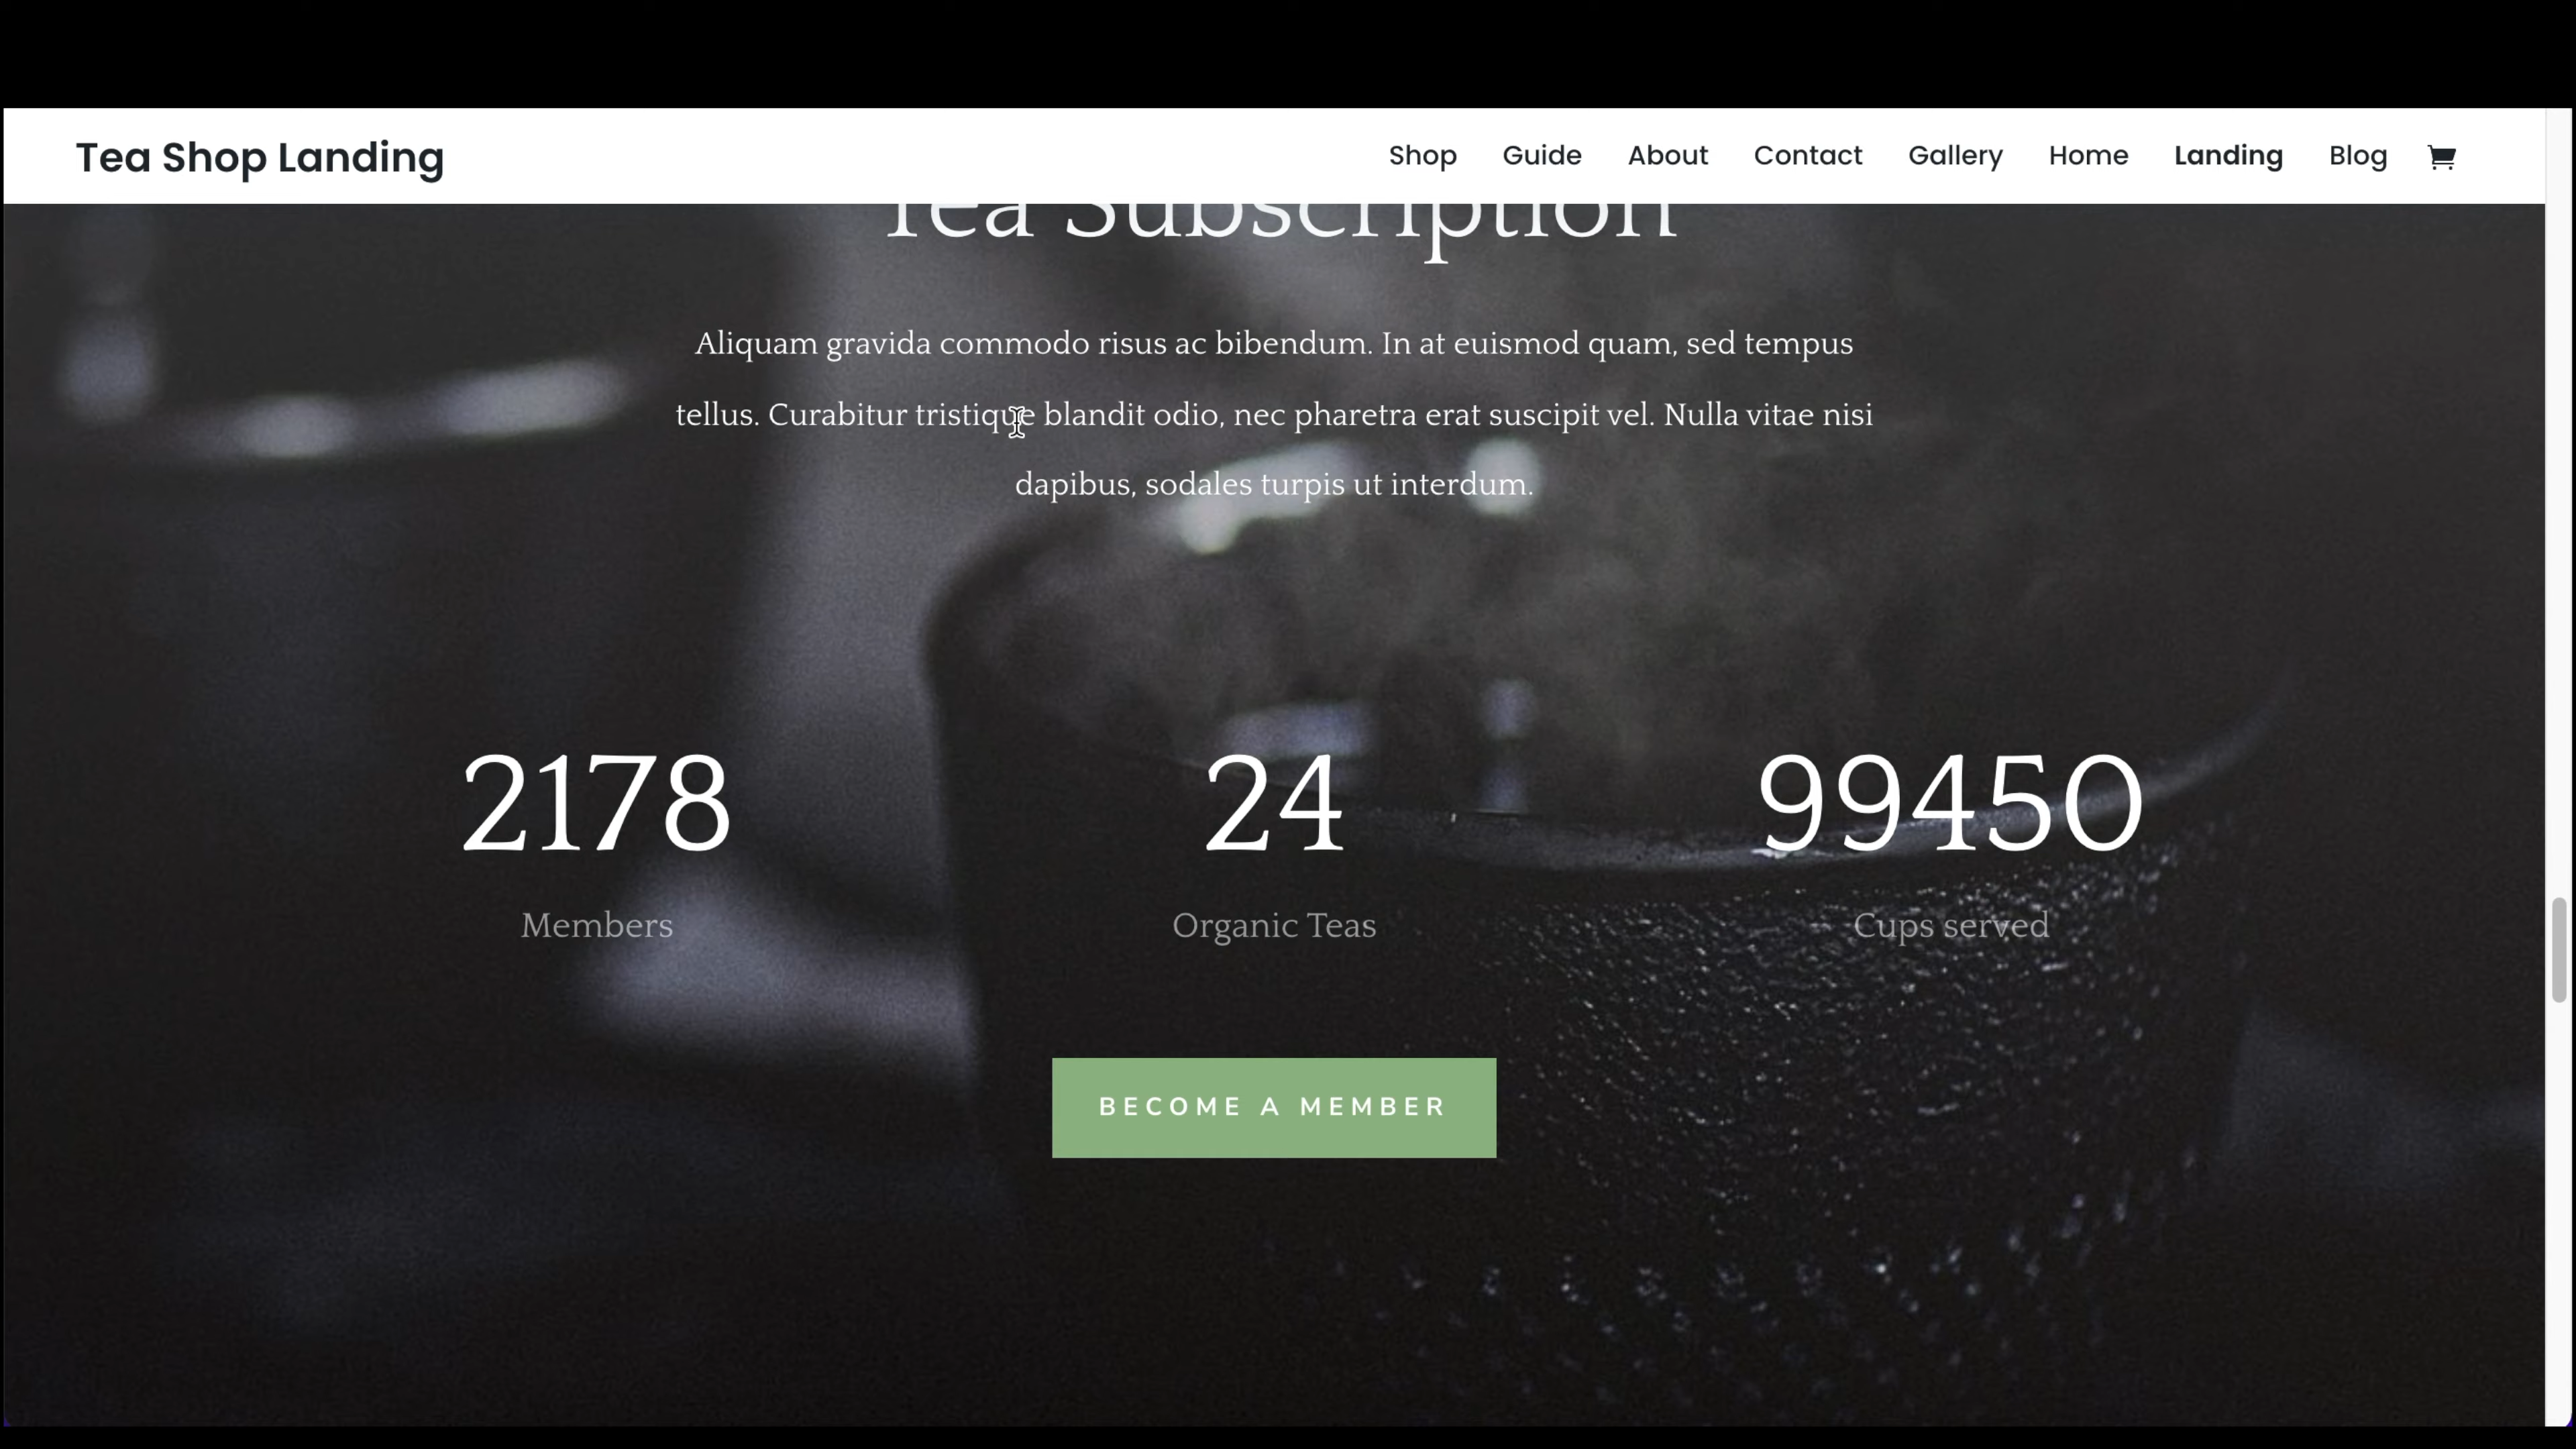 Tea Shop Landing
Shop Guide About Contact Gallery Home Landing Blog
Tea Subscription
Aliquam gravida commodo risus ac bibendum. In at euismod quam, sed tempus
tellus. Curabitur tristique blandit odio, nec pharetra erat suscipit vel. Nulla vitae nisi
dapibus, sodales turpis ut interdum.
2178 24 99450
Members Organic Teas Cups served
BECOME A MEMBER